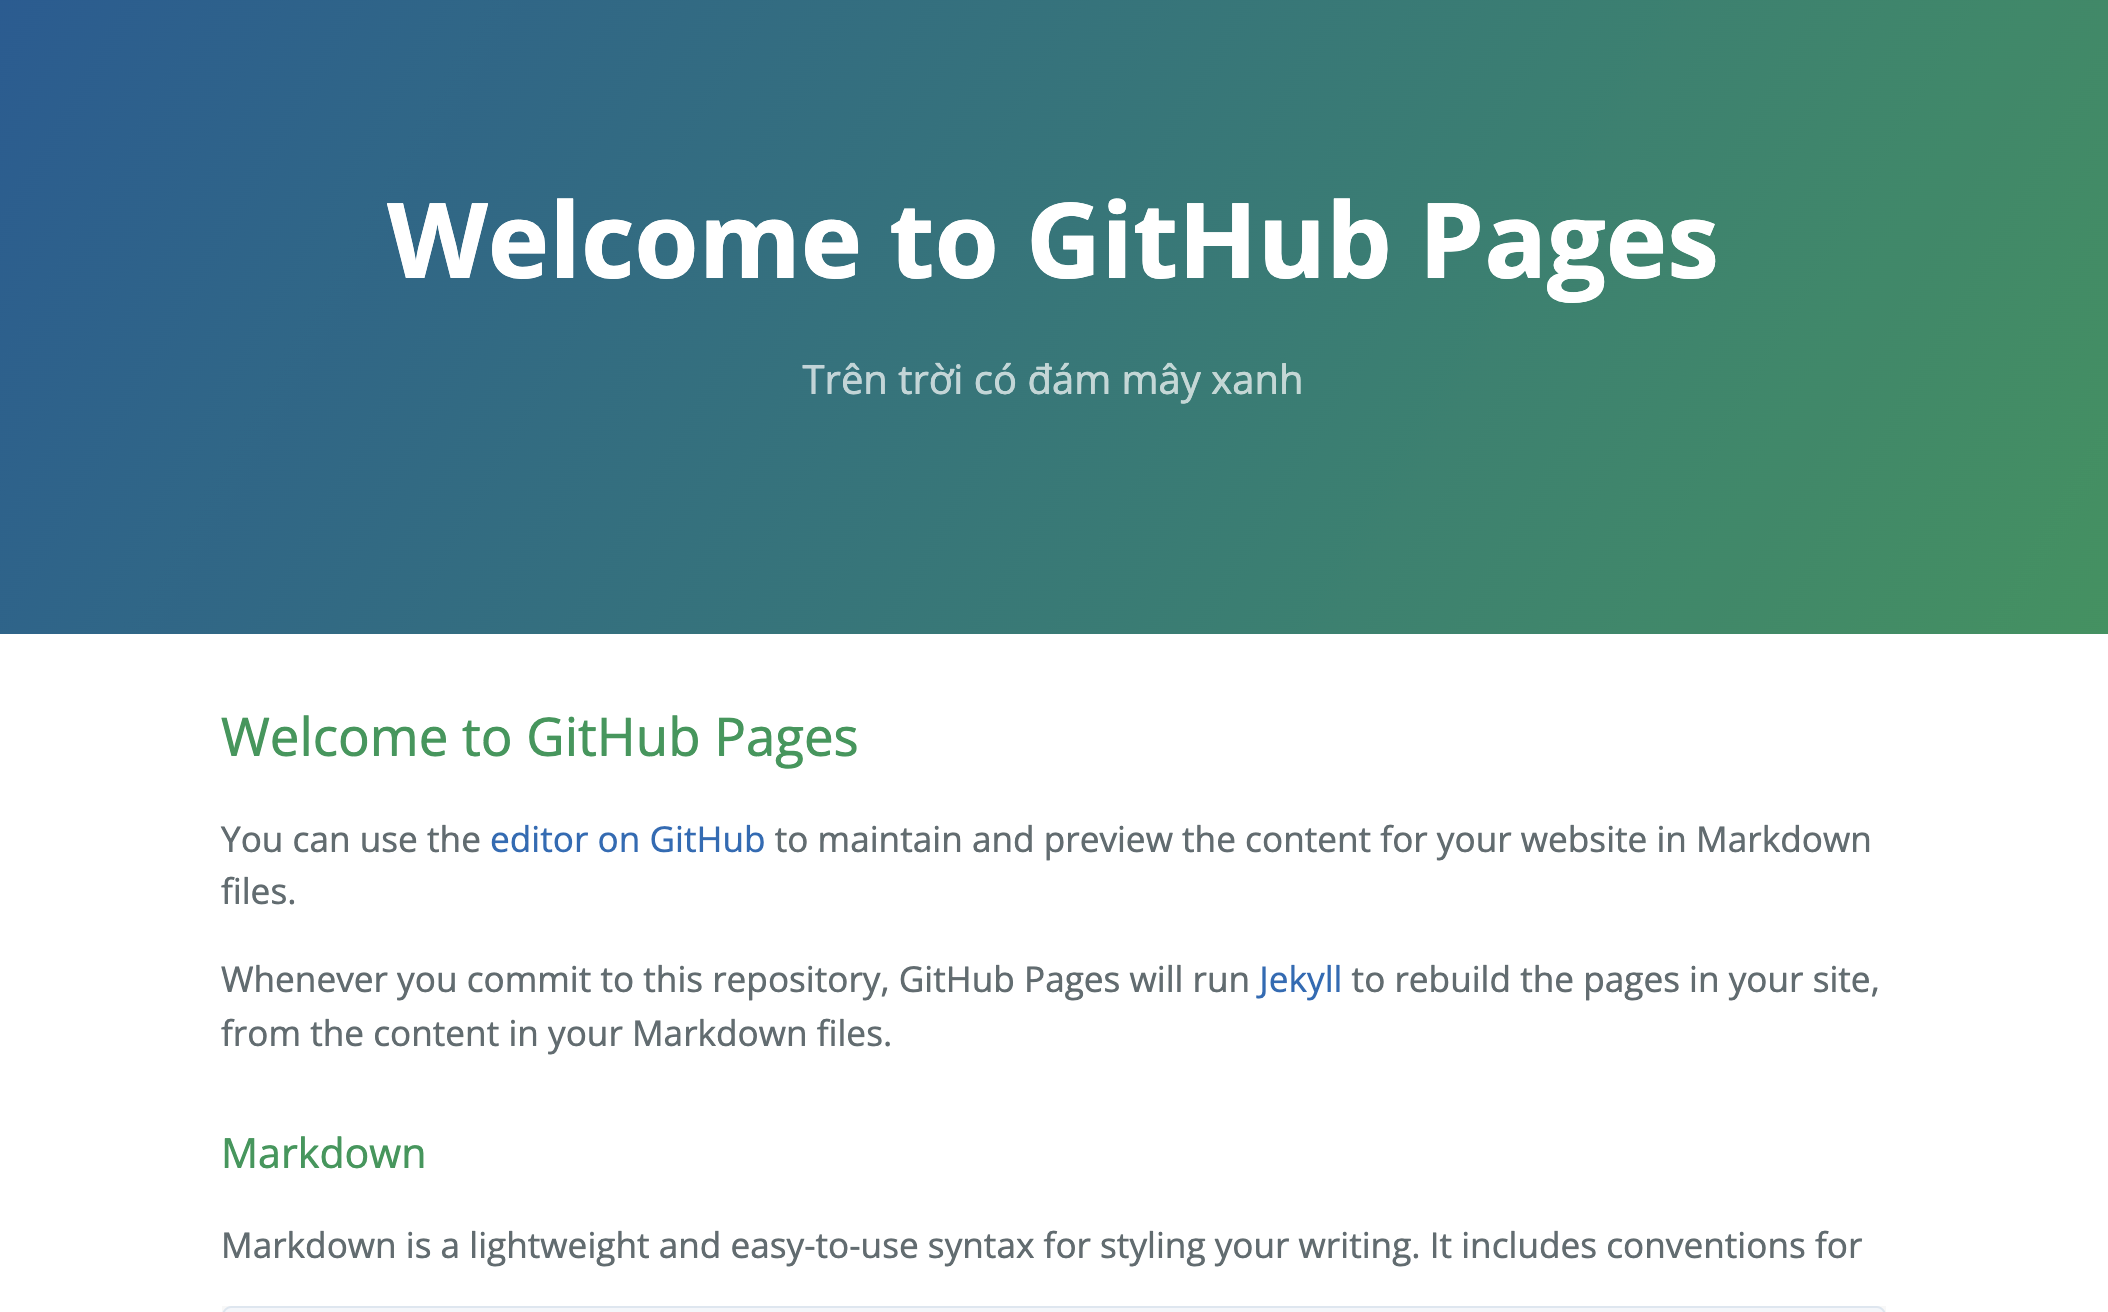 Welcome to GitHub Pages
Trên trời có đám mây xanh
Welcome to GitHub Pages
You can use the editor on GitHub to maintain and preview the content for your website in Markdown
files.
Whenever you commit to this repository, GitHub Pages will run Jekyll to rebuild the pages in your site,
from the content in your Markdown files.
Markdown
Markdown is a lightweight and easy-to-use syntax for styling your writing. It includes conventions for